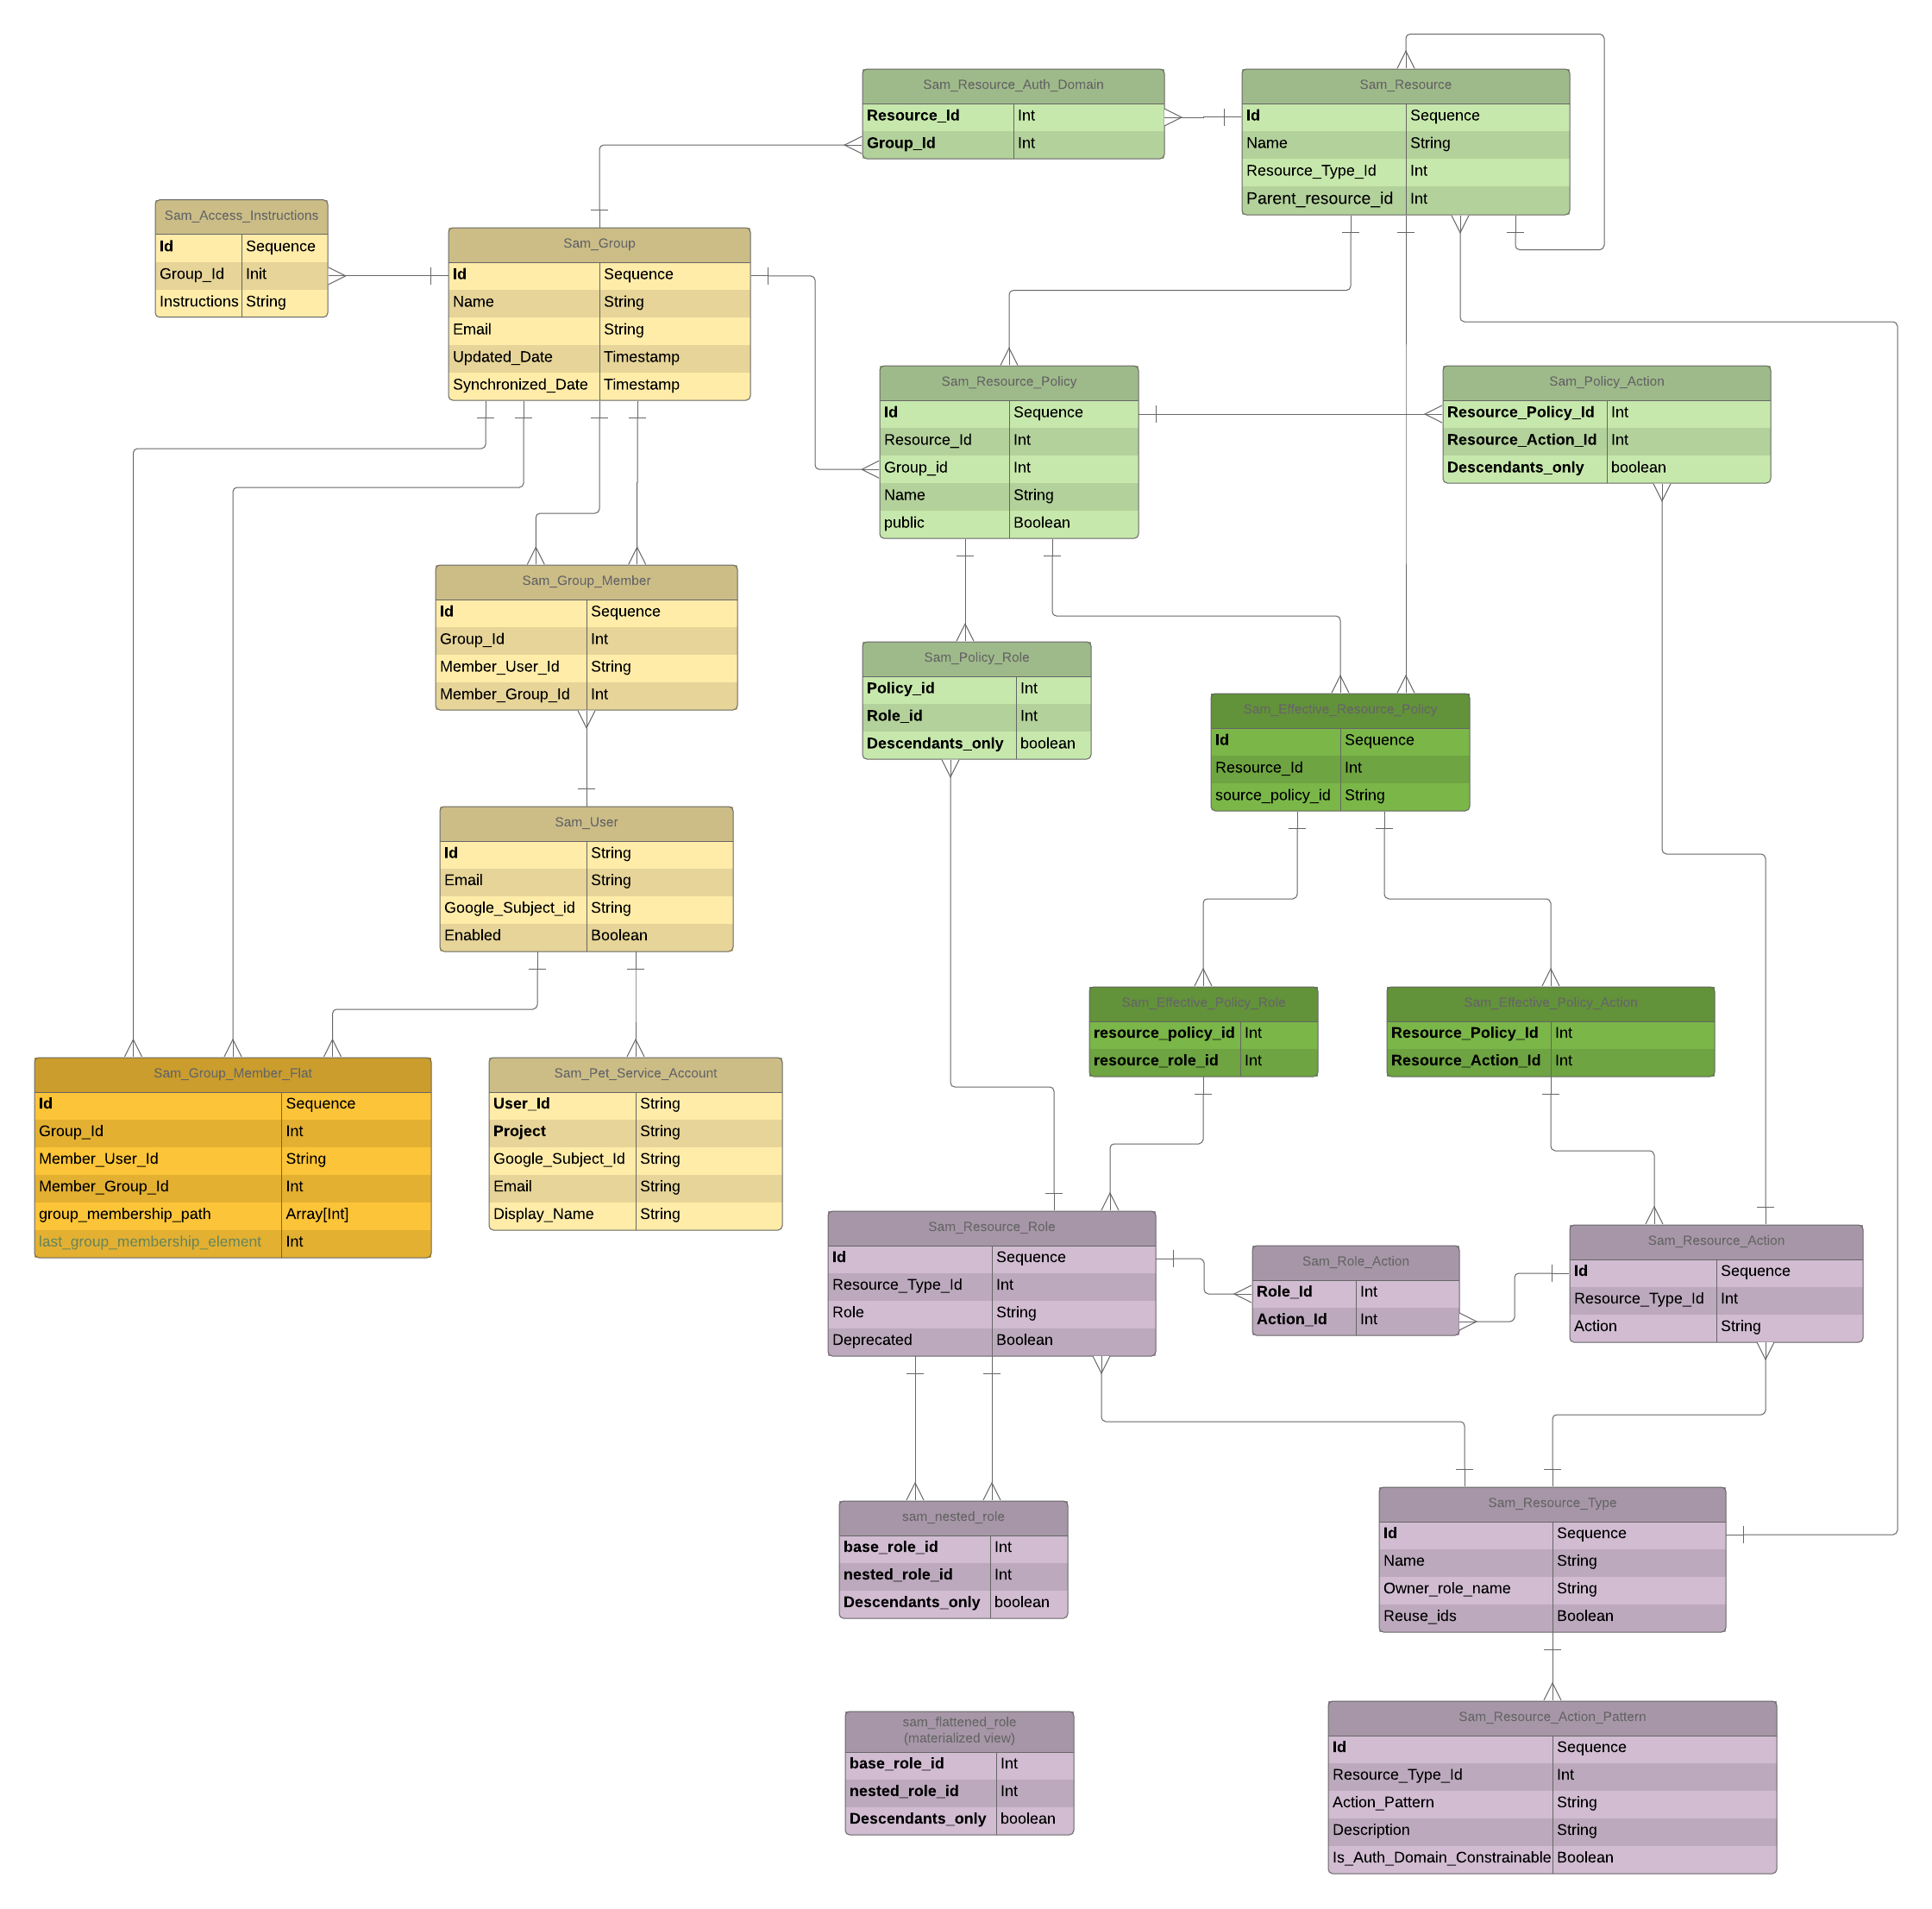 Sam_Resource_Auth_Domain
Resource_Id Int
Group_Id Int
Sam_Resource
Id Sequence
Name String
Resource_Type_Id Int
Parent_resource_id Int
Sam_Access_Instructions
Id Sequence
Group_Id Init
Instructions String
Sam_Group
Id Sequence
Name String
Email String
Updated_Date Timestamp
Synchronized_Date Timestamp
Sam_Resource_Policy
Id Sequence
Resource_Id Int
Group_id Int
Name String
public Boolean
Sam_Policy_Action
Resource_Policy_Id Int
Resource_Action_Id Int
Descendants_only boolean
Sam_Group_Member
Id Sequence
Group_Id Int
Member_User_Id String
Member_Group_Id Int
Sam_Policy_Role
Policy_id Int
Role_id Int
Descendants_only boolean
Sam_Effective_Resource_Policy
Id Sequence
Resource_Id Int
source_policy_id String
Sam_User
Id String
Email String
Google_Subject_id String
Enabled Boolean
Sam_Effective_Policy_Role
resource_policy_id Int
resource_role_id Int
Sam_Effective_Policy_Action
Resource_Policy_Id Int
Resource_Action_Id Int
Sam_Group_Member_Flat
Id Sequence
Group_Id Int
Member_User_Id String
Member_Group_Id Int
group_membership_path Array[Int]
last_group_membership_element Int
Sam_Pet_Service_Account
User_Id String
Project String
Google_Subject_Id String
Email String
Display_Name String
Sam_Resource_Role
Id Sequence
Resource_Type_Id Int
Role String
Deprecated Boolean
Sam_Role_Action
Role_Id Int
Action_Id Int
Sam_Resource_Action
Id Sequence
Resource_Type_Id Int
Action String
sam_nested_role
base_role_id Int
nested_role_id Int
Descendants_only boolean
Sam_Resource_Type
Id Sequence
Name String
Owner_role_name String
Reuse_ids Boolean
sam_flattened_role
(materialized view)
base_role_id Int
nested_role_id Int
Descendants_only boolean
Sam_Resource_Action_Pattern
Id Sequence
Resource_Type_Id Int
Action_Pattern String
Description String
Is_Auth_Domain_Constrainable Boolean